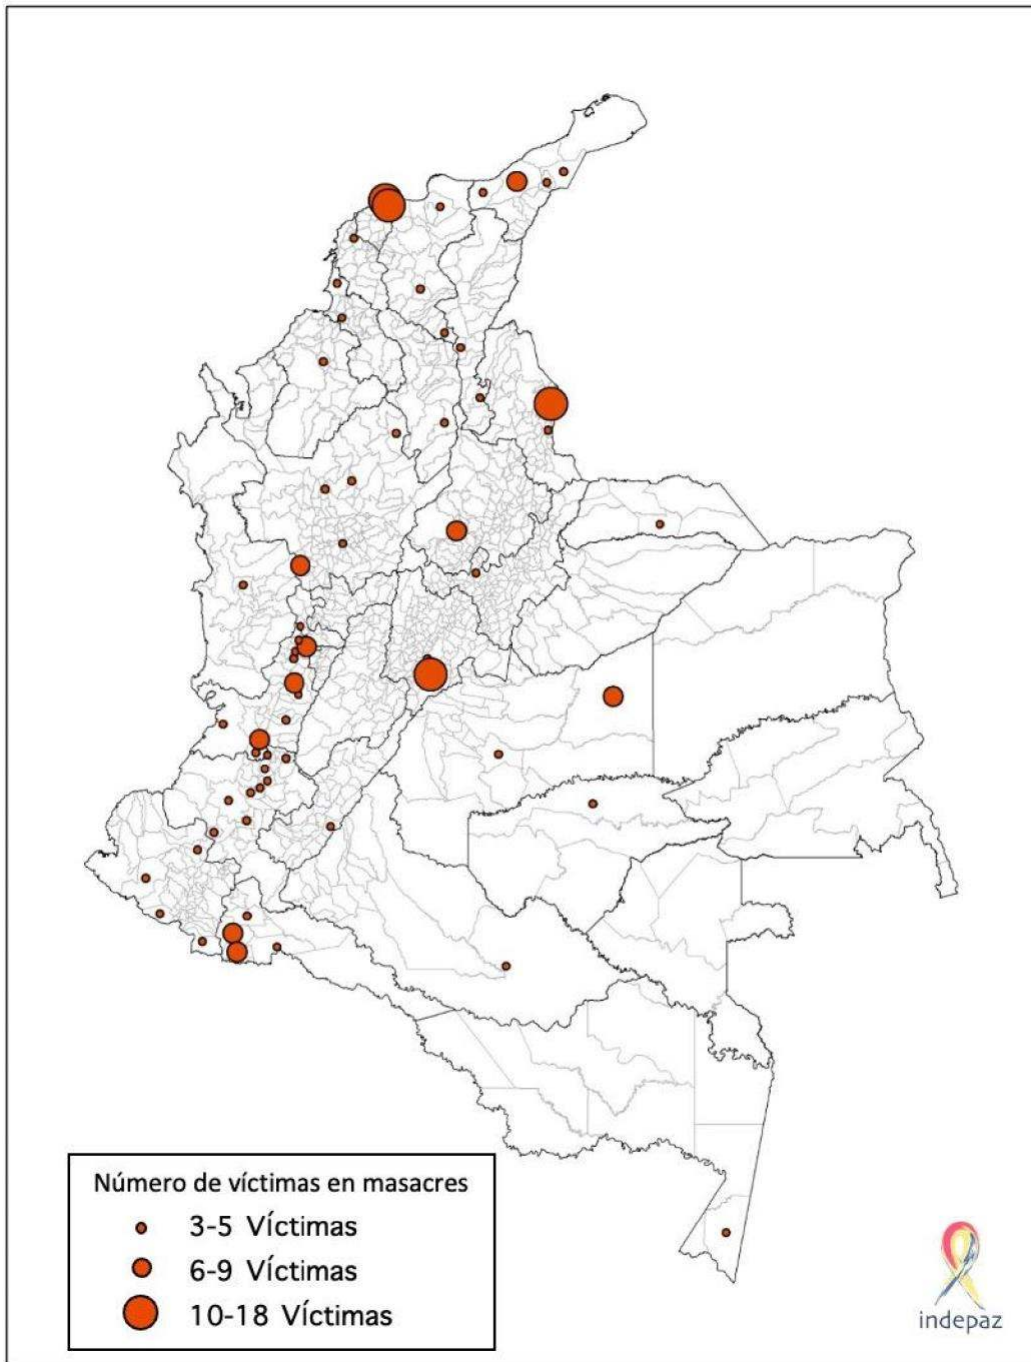 Número de víctimas en masacres
3-5 Víctimas
6-9 Víctimas
10-18 Víctimas
indepaz